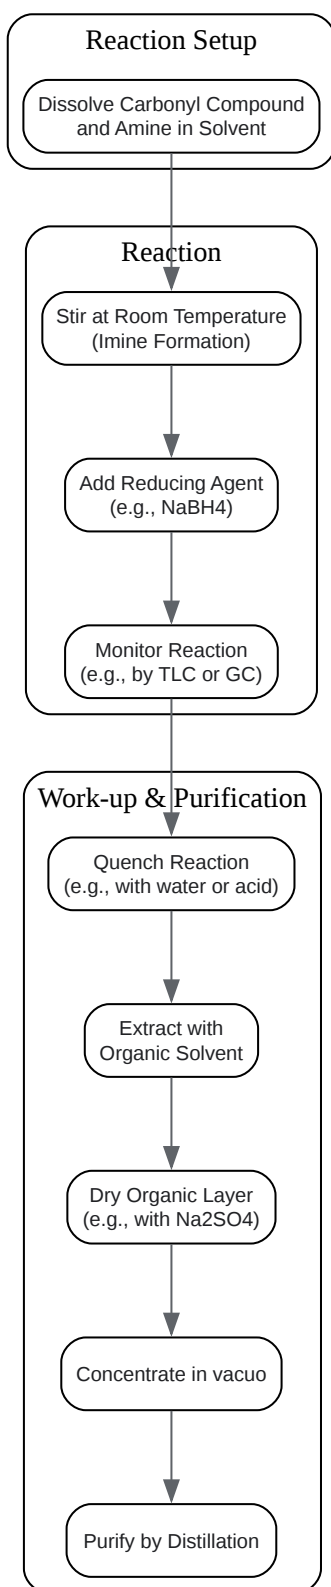 Reaction Setup
Dissolve Carbonyl Compound
and Amine in Solvent
Reaction
Stir at Room Temperature
(Imine Formation)
Add Reducing Agent
(e.g., NaBH4)
Monitor Reaction
(e.g., by TLC or GC)
Work-up & Purification
Quench Reaction
(e.g., with water or acid)
Extract with
Organic Solvent
Dry Organic Layer
(e.g., with Na2SO4)
Concentrate in vacuo
Purify by Distillation